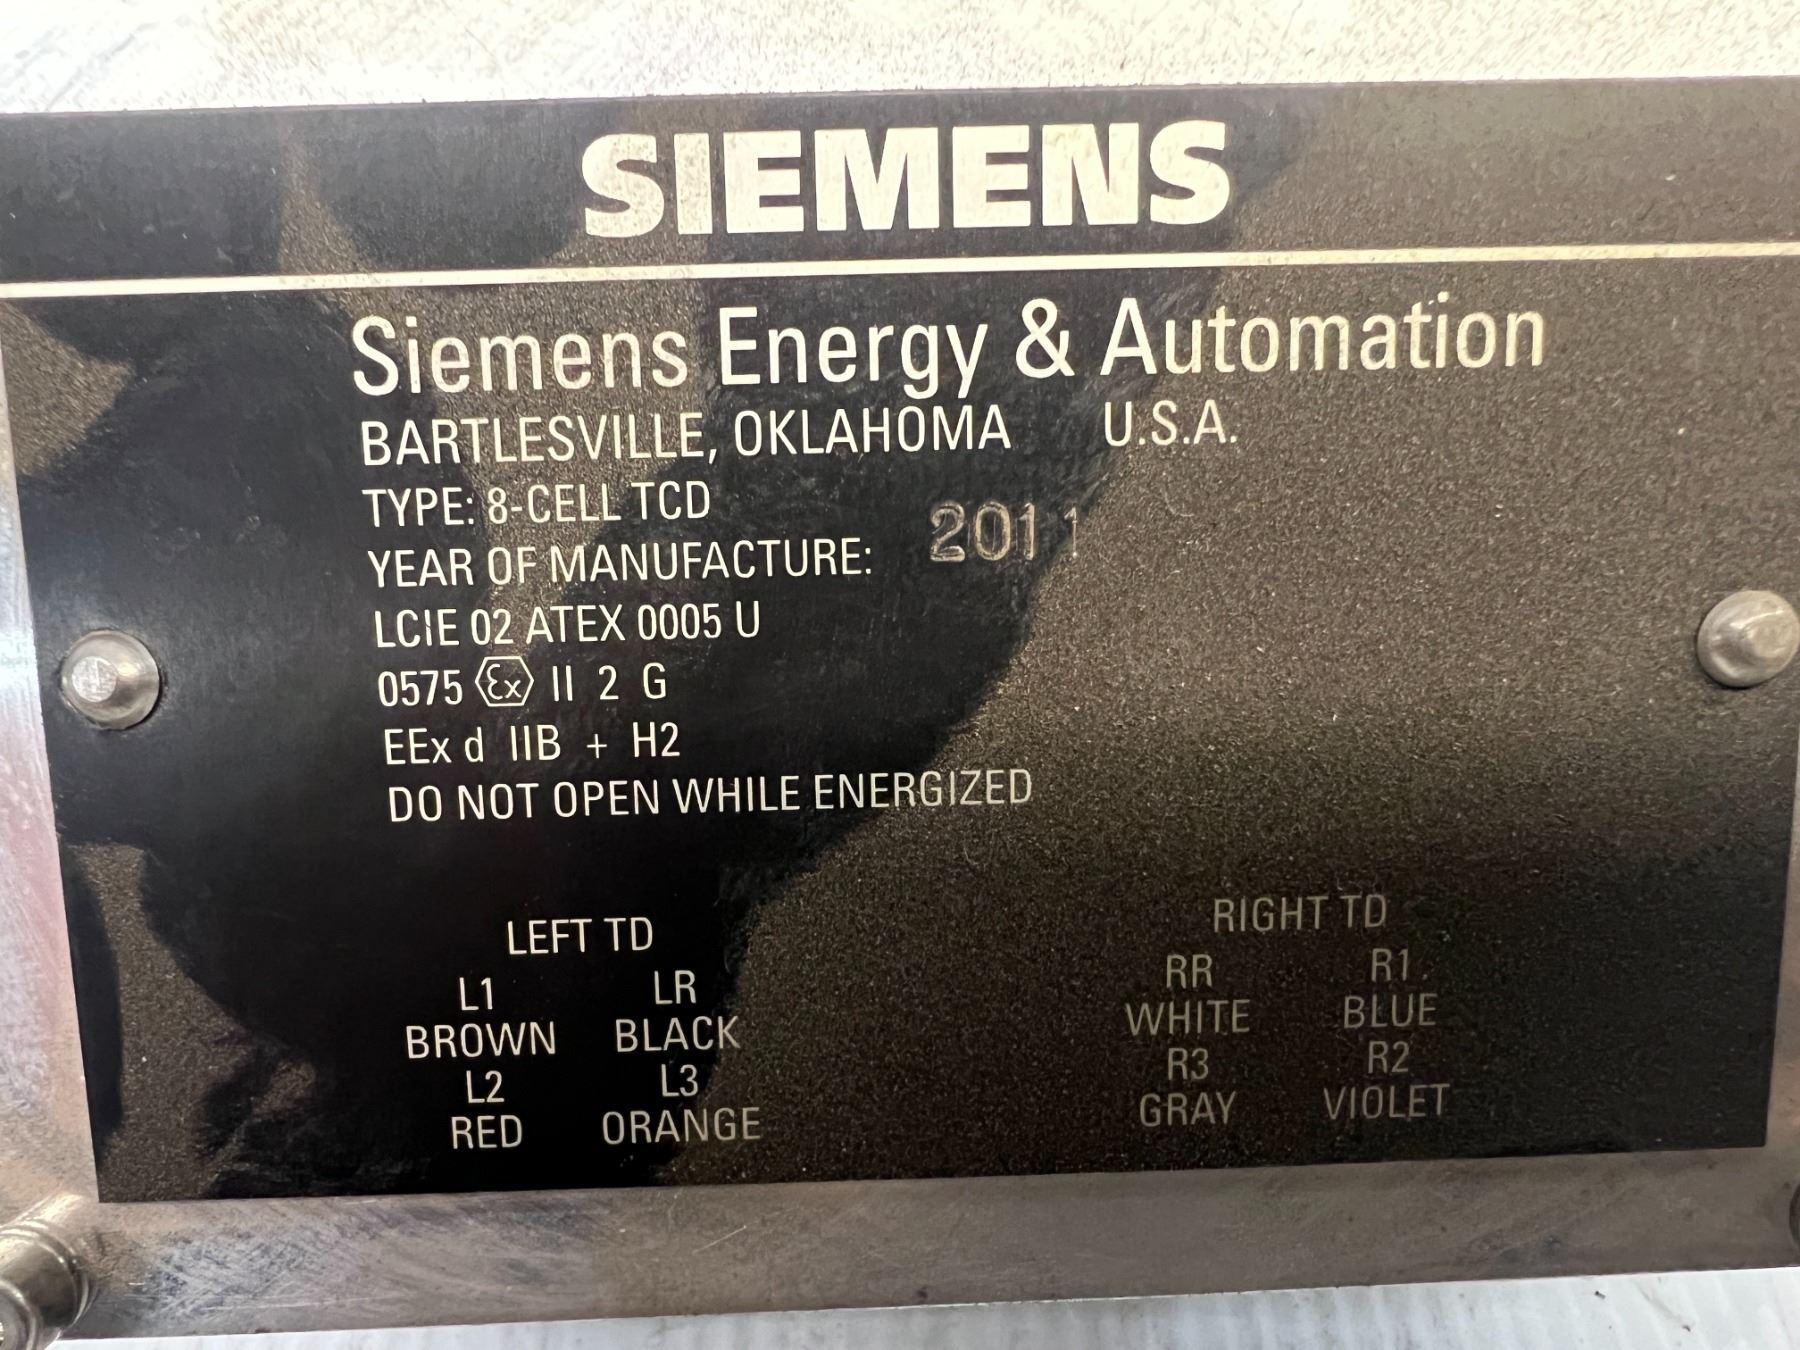 SIEMENS
Siemens Energy & Automation
BARTLESVILLE, OKLAHOMA U.S.A.
TYPE: 8-CELL TCD
YEAR OF MANUFACTURE: 2011
LCIE 02 ATEX 0005 U
0575 Ex II 2 G
EEx d IIB + H2
DO NOT OPEN WHILE ENERGIZED
LEFT TD
L1 LR
BROWN BLACK
L2 L3
RED ORANGE
RIGHT TD
RR R1
WHITE BLUE
R3 R2
GRAY VIOLET